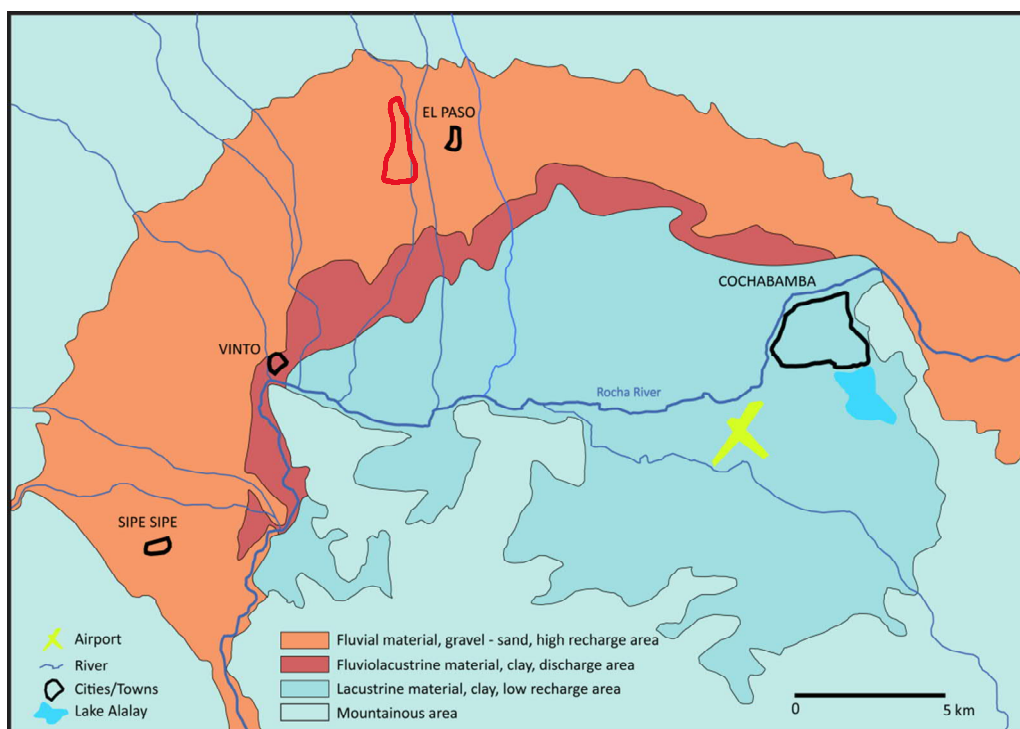 EL PASO
COCHABAMBA
VINTO
Rocha River
SIPE SIPE
Airport
River
Cities/Towns
Lake Alalay
Fluvial material, gravel - sand, high recharge area
Fluviolacustrine material, clay, discharge area
Lacustrine material, clay, low recharge area
Mountainous area
0
5 km